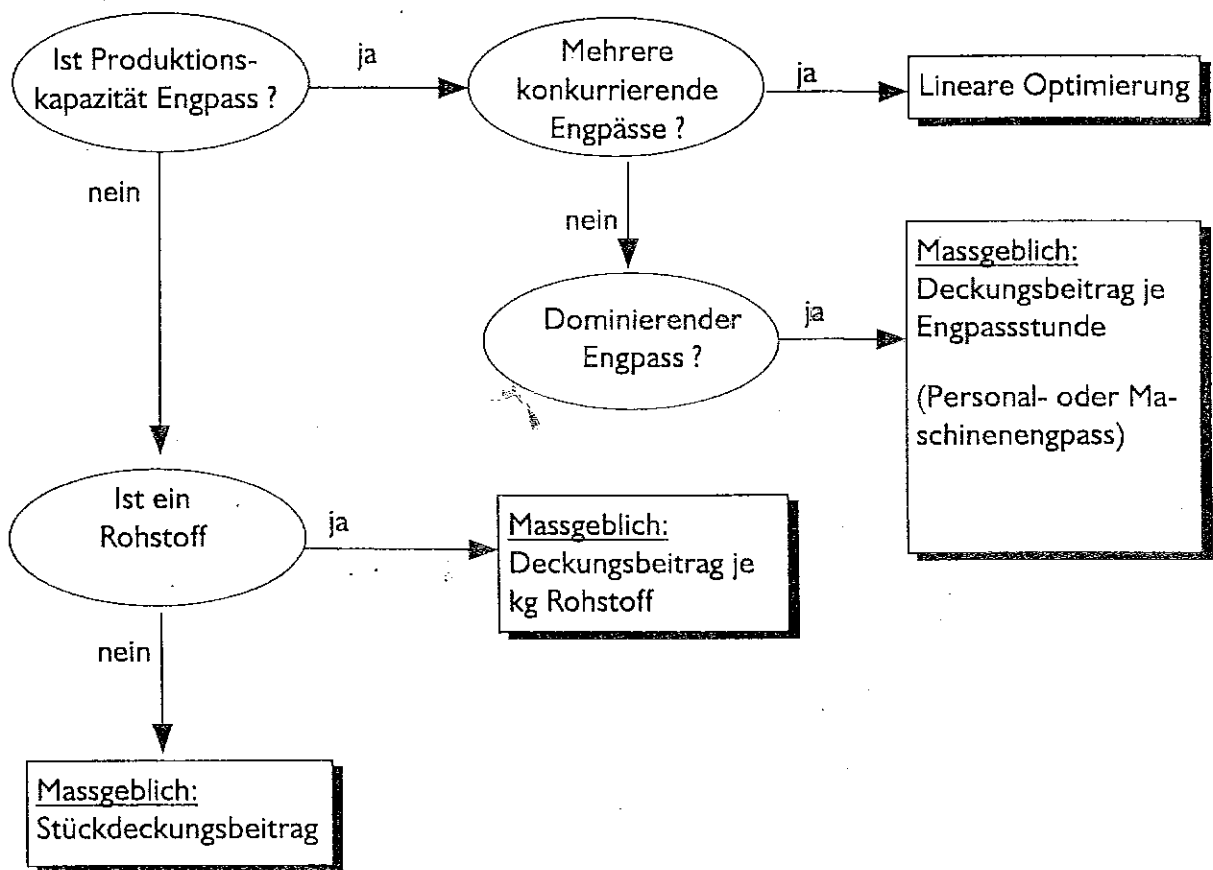 Ist Produktions-
kapazität Engpass ?
ja
Mehrere
konkurrierende
Engpässe ?
ja
Lineare Optimierung
nein
nein
Dominierender
Engpass ?
ja
Massgeblich:
Deckungsbeitrag je
Engpassstunde
(Personal- oder Ma-
schinenengpass)
Ist ein
Rohstoff
ja
Massgeblich:
Deckungsbeitrag je
kg Rohstoff
nein
Massgeblich:
Stückdeckungsbeitrag